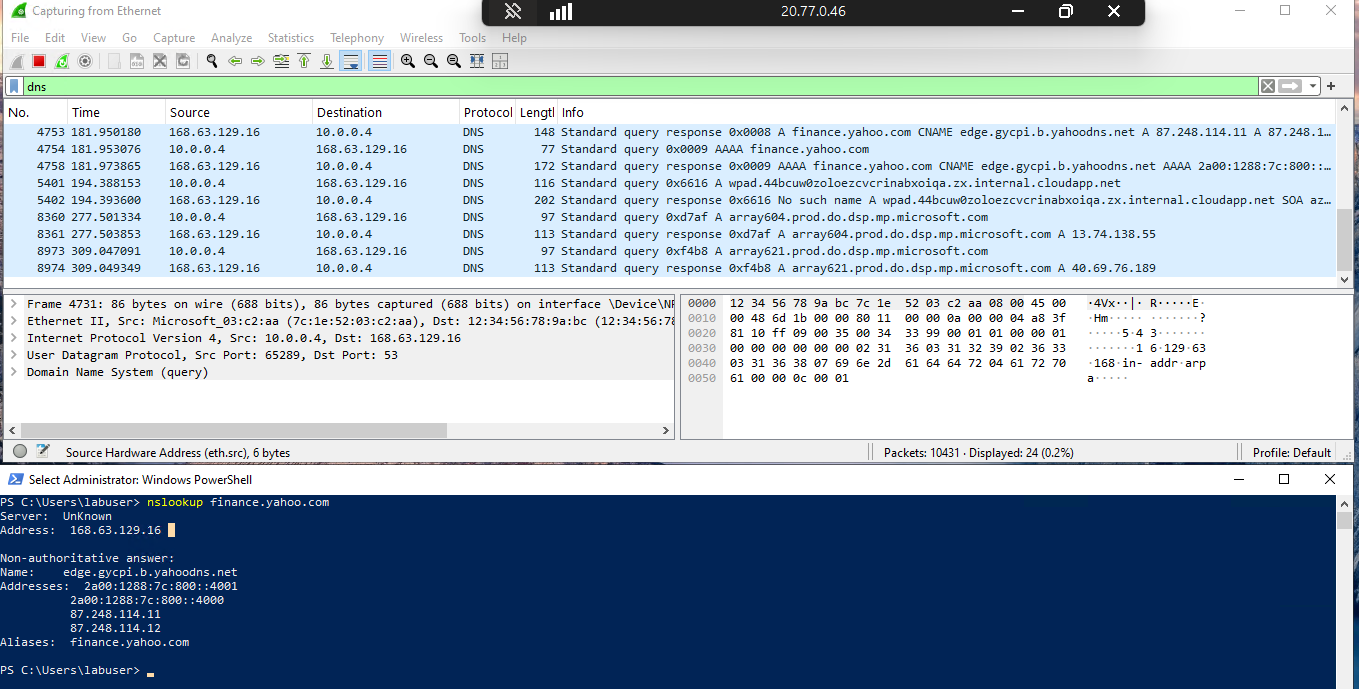 Capturing from Ethernet
20.77.0.46
File Edit View Go Capture Analyze Statistics Telephony Wireless Tools Help
dns
No. Time Source Destination Protocol Lengtl Info
4753 181.950180 168.63.129.16 10.0.0.4 DNS 148 Standard query response 0x0008 A finance.yahoo.com CNAME edge.gycpi.b.yahoodns.net A 87.248.114.11 A 87.248.1…
4754 181.953076 10.0.0.4 168.63.129.16 DNS 77 Standard query 0x0009 AAAA finance.yahoo.com
4758 181.973865 168.63.129.16 10.0.0.4 DNS 172 Standard query response 0x0009 AAAA finance.yahoo.com CNAME edge.gycpi.b.yahoodns.net AAAA 2a00:1288:7c:800::…
5401 194.388153 10.0.0.4 168.63.129.16 DNS 116 Standard query 0x6616 A wpad.44bcuw0zoloezcvcrinabxoiqa.zx.internal.cloudapp.net
5402 194.393600 168.63.129.16 10.0.0.4 DNS 202 Standard query response 0x6616 No such name A wpad.44bcuw0zoloezcvcrinabxoiqa.zx.internal.cloudapp.net SOA az…
8360 277.501334 10.0.0.4 168.63.129.16 DNS 97 Standard query 0xd7af A array604.prod.do.dsp.mp.microsoft.com
8361 277.503853 168.63.129.16 10.0.0.4 DNS 113 Standard query response 0xd7af A array604.prod.do.dsp.mp.microsoft.com A 13.74.138.55
8973 309.047091 10.0.0.4 168.63.129.16 DNS 97 Standard query 0xf4b8 A array621.prod.do.dsp.mp.microsoft.com
8974 309.049349 168.63.129.16 10.0.0.4 DNS 113 Standard query response 0xf4b8 A array621.prod.do.dsp.mp.microsoft.com A 40.69.76.189
Frame 4731: 86 bytes on wire (688 bits), 86 bytes captured (688 bits) on interface \Device\NP
Ethernet II, Src: Microsoft_03:c2:aa (7c:1e:52:03:c2:aa), Dst: 12:34:56:78:9a:bc (12:34:56:78
Internet Protocol Version 4, Src: 10.0.0.4, Dst: 168.63.129.16
User Datagram Protocol, Src Port: 65289, Dst Port: 53
Domain Name System (query)
0000 12 34 56 78 9a bc 7c 1e 52 03 c2 aa 08 00 45 00 ·4Vx··|· R·····E·
0010 00 48 6d 1b 00 00 80 11 00 00 0a 00 00 04 a8 3f ·Hm····· ·······?
0020 81 10 ff 09 00 35 00 34 33 99 00 01 01 00 00 01 ·····5·4 3·······
0030 00 00 00 00 00 00 02 31 36 03 31 32 39 02 36 33 ·······1 6·129·63
0040 03 31 36 38 07 69 6e 2d 61 64 64 72 04 61 72 70 ·168·in- addr·arp
0050 61 00 00 0c 00 01 a·····
Source Hardware Address (eth.src), 6 bytes
Packets: 10431 · Displayed: 24 (0.2%)
Profile: Default
Select Administrator: Windows PowerShell
PS C:\Users\labuser> nslookup finance.yahoo.com
Server: UnKnown
Address: 168.63.129.16
Non-authoritative answer:
Name: edge.gycpi.b.yahoodns.net
Addresses: 2a00:1288:7c:800::4001
2a00:1288:7c:800::4000
87.248.114.11
87.248.114.12
Aliases: finance.yahoo.com
PS C:\Users\labuser>